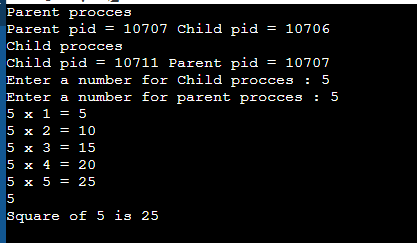 Parent procces
Parent pid = 10707 Child pid = 10706
Child procces
Child pid = 10711 Parent pid = 10707
Enter a number for Child procces : 5
Enter a number for parent procces : 5
5 x 1 = 5
5 x 2 = 10
5 x 3 = 15
5 x 4 = 20
5 x 5 = 25
5
Square of 5 is 25